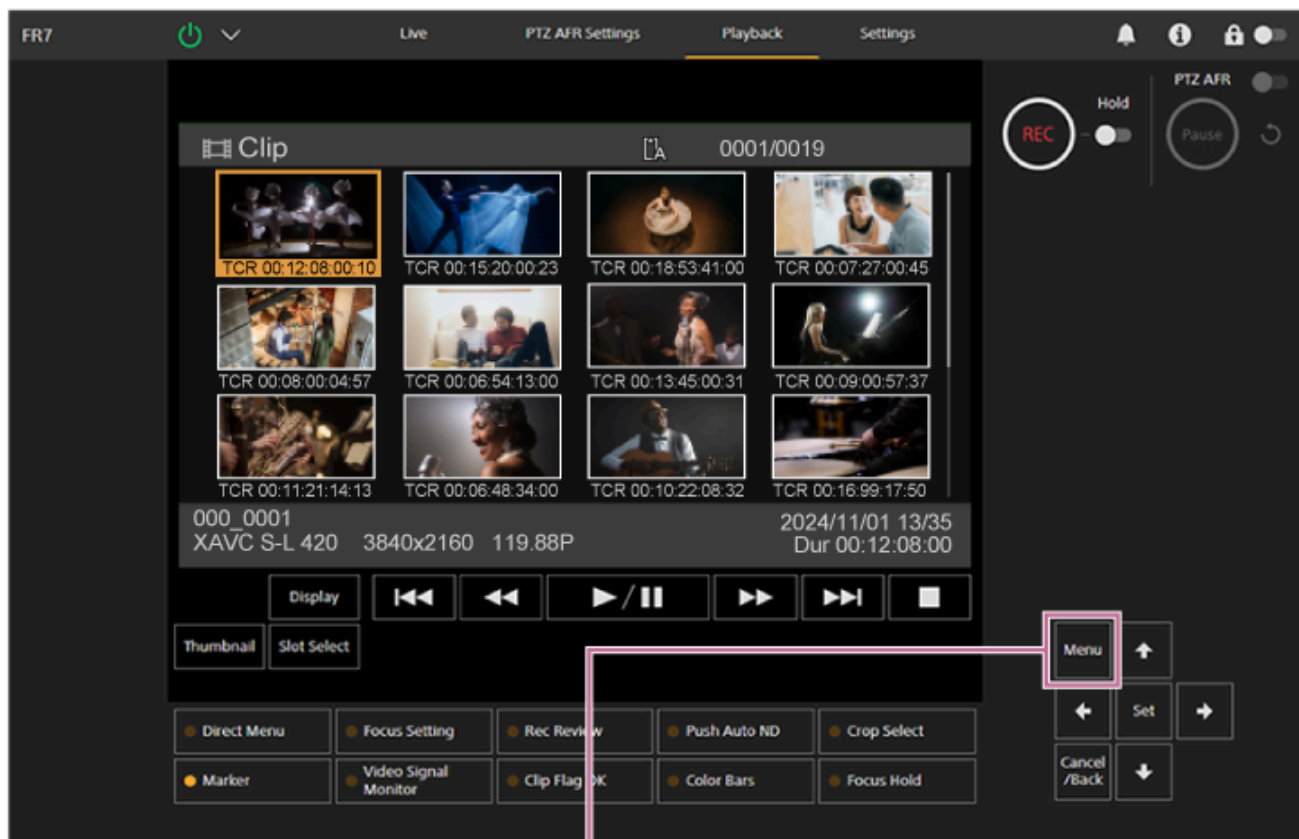 FR7
Live PTZ AFR Settings Playback Settings
PTZ AFR
Hold
REC
Pause
Clip A 0001/0019
TCR 00:12:08:00:10 TCR 00:15:20:00:23 TCR 00:18:53:41:00 TCR 00:07:27:00:45
TCR 00:08:00:04:57 TCR 00:06:54:13:00 TCR 00:13:45:00:31 TCR 00:09:00:57:37
TCR 00:11:21:14:13 TCR 00:06:48:34:00 TCR 00:10:22:08:32 TCR 00:16:99:17:50
000_0001 2024/11/01 13/35
XAVC S-L 420 3840x2160 119.88P Dur 00:12:08:00
Display
Thumbnail Slot Select
Menu
Set
Cancel
/Back
Direct Menu Focus Setting Rec Review Push Auto ND Crop Select
Marker Video Signal
Monitor Clip Flag OK Color Bars Focus Hold